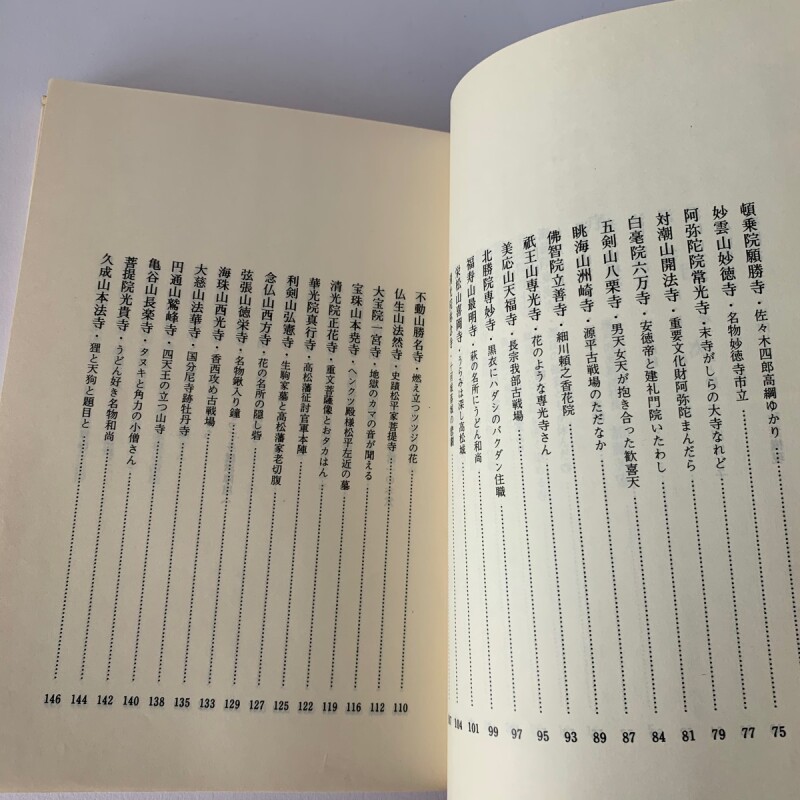 頓乗院願勝寺・佐々木四郎高綱ゆかり……75
妙雲山妙徳寺・名物妙徳寺市立……77
阿弥陀院常光寺・末寺がしらの大寺なれど……79
対潮山開法寺・重要文化財阿弥陀まんだら……81
白毫院六万寺・安徳帝と建礼門院いたわし……84
五剣山八栗寺・男天女天が抱き合った歓喜天……87
眺海山洲崎寺・源平古戦場のただなか……89
佛智院立善寺・細川頼之香花院……93
祇王山専光寺・花のような専光寺さん……95
美応山天福寺・長宗我部古戦場……97
北勝院専妙寺・黒衣にハダシのバクダン住職……99
福寿山最明寺・萩の名所にうどん和尚……101
松山喜岡寺・うらみは深し高松城……104
不動山勝名寺・燃え立つツツジの花……110
仏生山法然寺・史蹟松平家菩提寺……112
大宝院一宮寺・地獄のカマの音が聞える……116
宝珠山本堯寺・ヘンクツ殿様松平左近の墓……119
清光院正花寺・重文菩薩像とおタカはん……122
華光院真行寺・高松藩征討官軍本陣……125
利剣山弘憲寺・生駒家墓と高松藩家老切腹……127
念仏山西方寺・花の名所の隠し砦……129
弦張山徳栄寺・名物鍬入り鐘……133
海珠山西光寺・香西攻め古戦場……135
大慈山法華寺・国分尼寺跡牡丹寺……138
円通山鷲峰寺・四天王の立つ山寺……140
亀谷山長楽寺・タヌキと角力の小僧さん……142
菩提院光貴寺・うどん好き名物和尚……144
久成山本法寺・狸と天狗と題目と……146